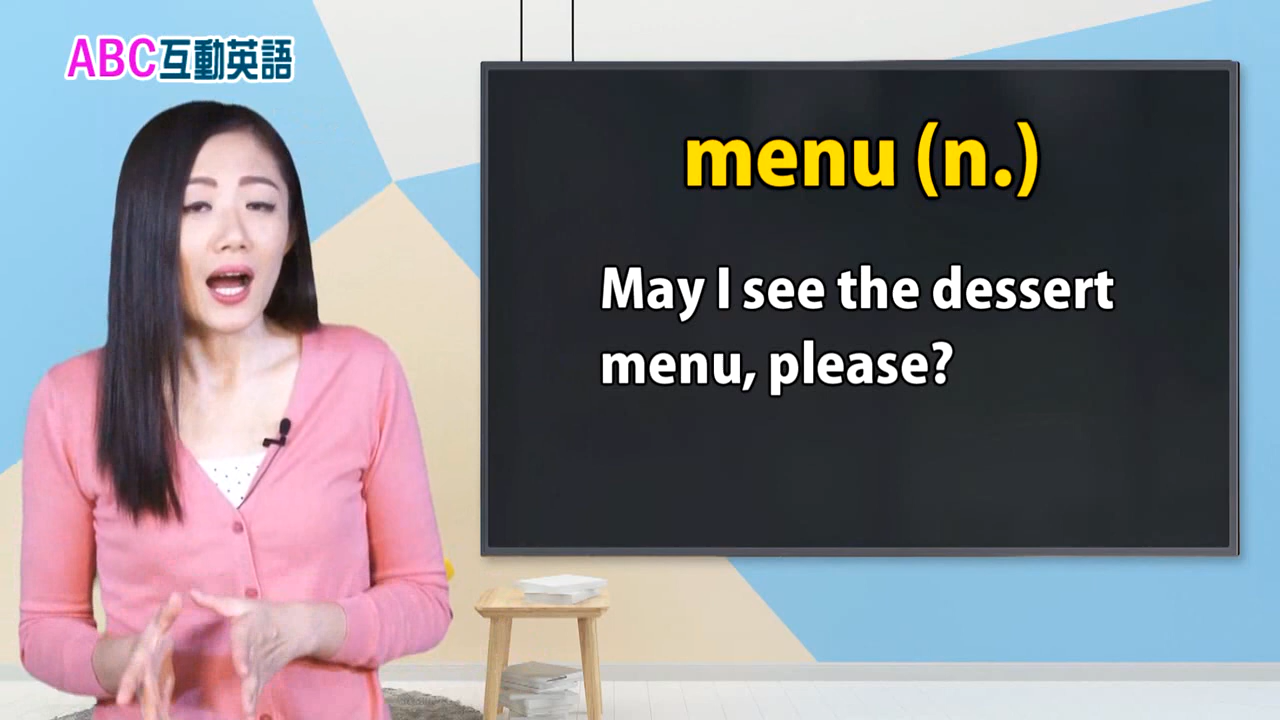 ABC互動英語
menu (n.)
May I see the dessert
menu, please?